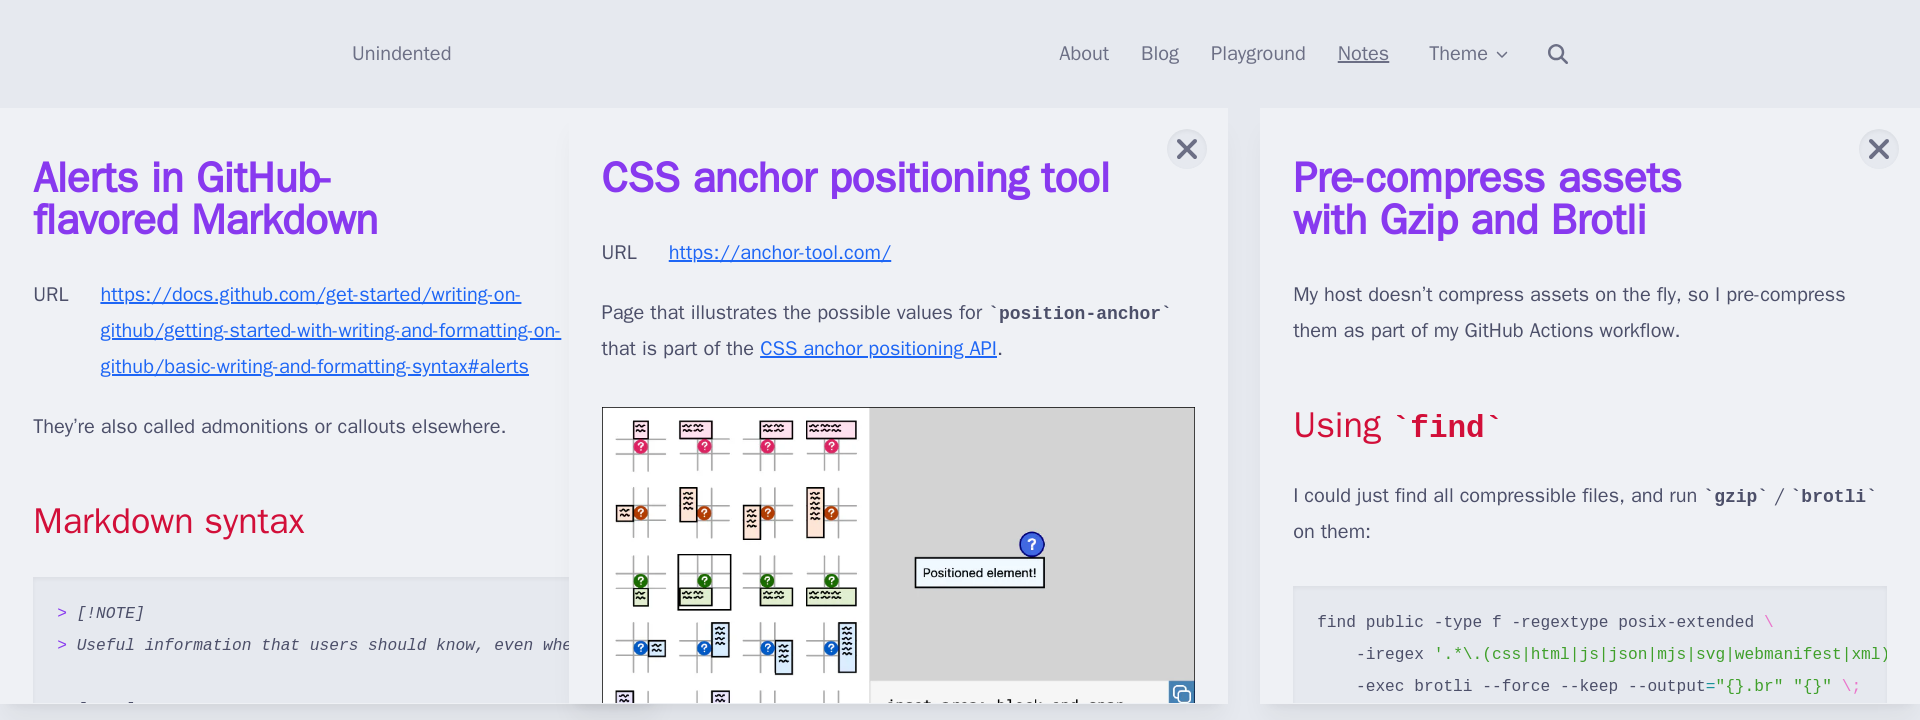 Unindented
About Blog Playground Notes Theme
Alerts in GitHub-
flavored Markdown
URL https://docs.github.com/get-started/writing-on-
github/getting-started-with-writing-and-formatting-on-
github/basic-writing-and-formatting-syntax#alerts
They’re also called admonitions or callouts elsewhere.
Markdown syntax
> [!NOTE]
> Useful information that users should know, even whe
CSS anchor positioning tool
URL https://anchor-tool.com/
Page that illustrates the possible values for `position-anchor`
that is part of the CSS anchor positioning API.
?
Positioned element!
Pre-compress assets
with Gzip and Brotli
My host doesn’t compress assets on the fly, so I pre-compress
them as part of my GitHub Actions workflow.
Using `find`
I could just find all compressible files, and run `gzip` / `brotli`
on them:
find public -type f -regextype posix-extended \
-iregex '.*\.(css|html|js|json|mjs|svg|webmanifest|xml)
-exec brotli --force --keep --output="{}.br" "{}" \;